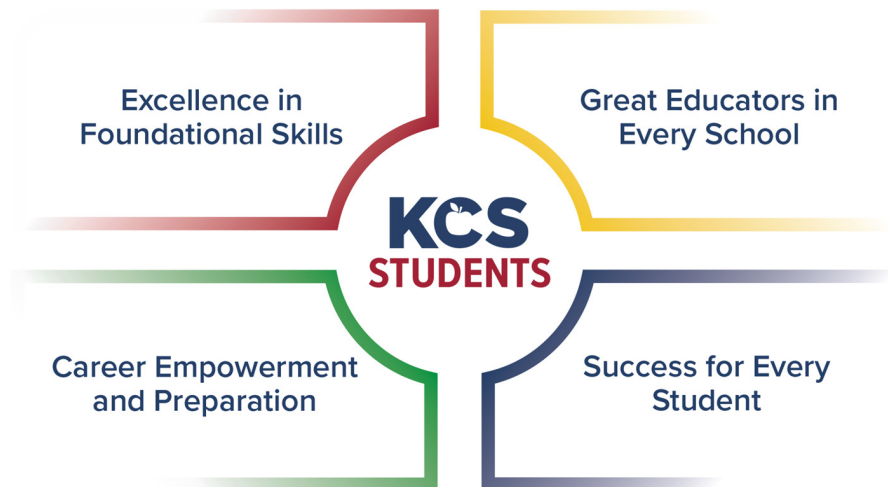 Excellence in
Foundational Skills
Great Educators in
Every School
KCS
STUDENTS
Career Empowerment
and Preparation
Success for Every
Student